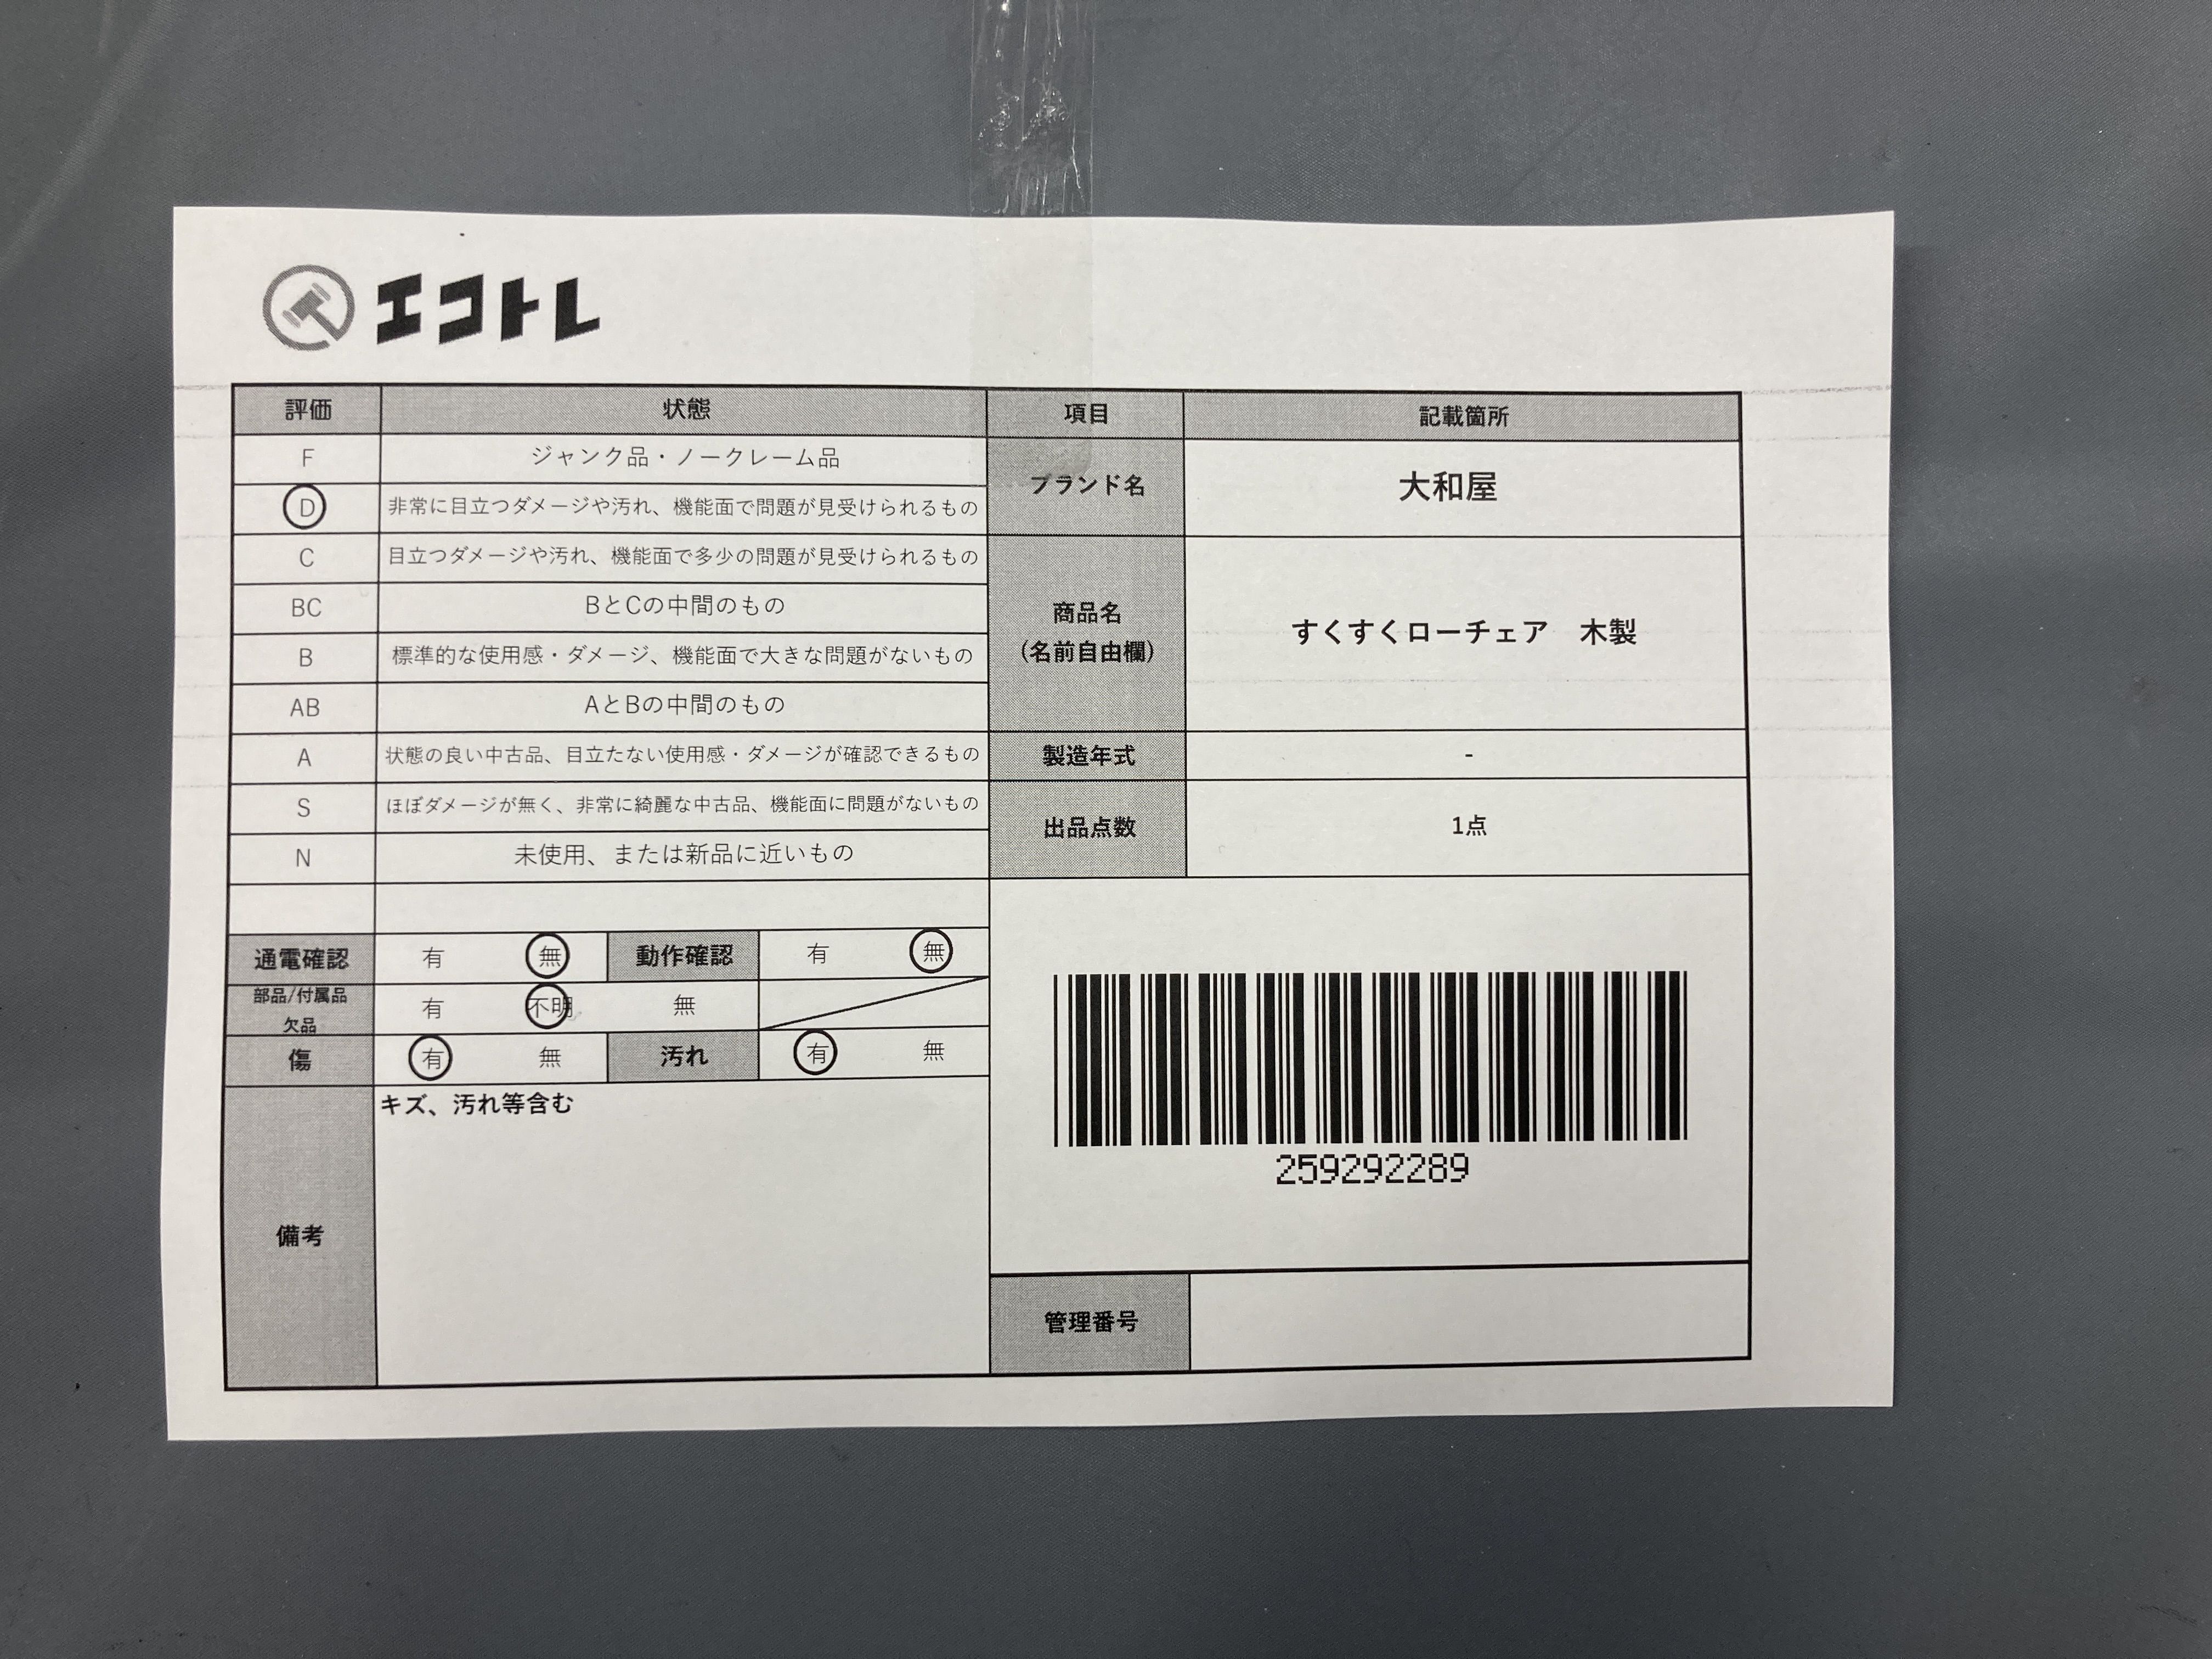 エコトレ
評価 状態 項目 記載箇所
F ジャンク品・ノークレーム品
D 非常に目立つダメージや汚れ、機能面で問題が見受けられるもの
ブランド名 大和屋
C 目立つダメージや汚れ、機能面で多少の問題が見受けられるもの
BC BとCの中間のもの
B 標準的な使用感・ダメージ、機能面で大きな問題がないもの
AB AとBの中間のもの
商品名
(名前自由欄)
すくすくローチェア 木製
A 状態の良い中古品、目立たない使用感・ダメージが確認できるもの
製造年式 -
S ほぼダメージが無く、非常に綺麗な中古品、機能面に問題がないもの
N 未使用、または新品に近いもの
出品点数 1点
通電確認 有 無 動作確認 有 無
部品/付属品
欠品
有 不明 無
傷 有 無 汚れ 有 無
備考
キズ、汚れ等含む
259292289
管理番号